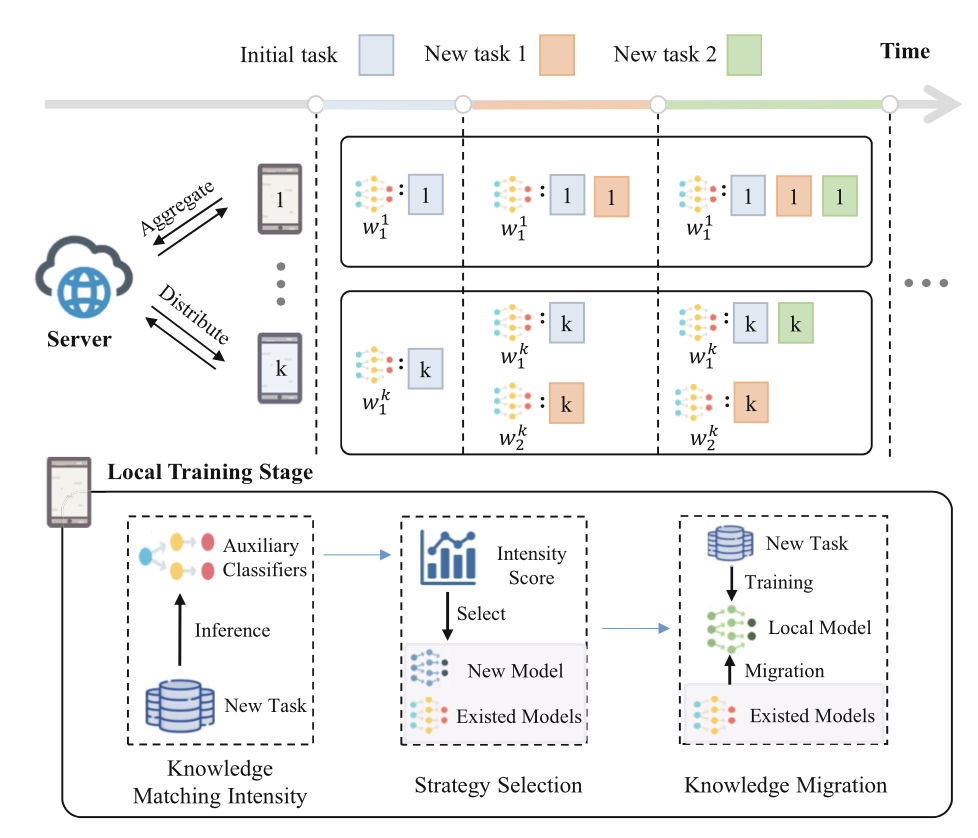 Initial task
New task 1
New task 2
Time
Aggregate
Distribute
Server
1
k
: 1
w_1^1
: 1 1
w_1^1
: 1 1 1
w_1^1
: k
w_1^k
: k
w_1^k
: k
w_2^k
: k k
w_1^k
: k
w_2^k
Local Training Stage
Auxiliary
Classifiers
Inference
New Task
Knowledge
Matching Intensity
Intensity
Score
Select
New Model
Existed Models
Strategy Selection
New Task
Training
Local Model
Migration
Existed Models
Knowledge Migration